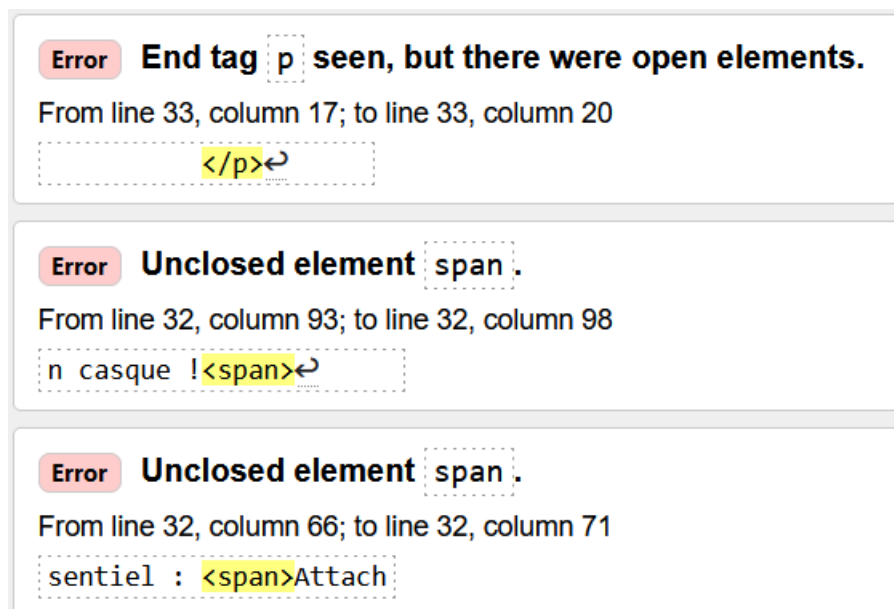 Error End tag p seen, but there were open elements.
From line 33, column 17; to line 33, column 20
</p>↩
Error Unclosed element span.
From line 32, column 93; to line 32, column 98
n casque !<span>↩
Error Unclosed element span.
From line 32, column 66; to line 32, column 71
sentiel : <span>Attach